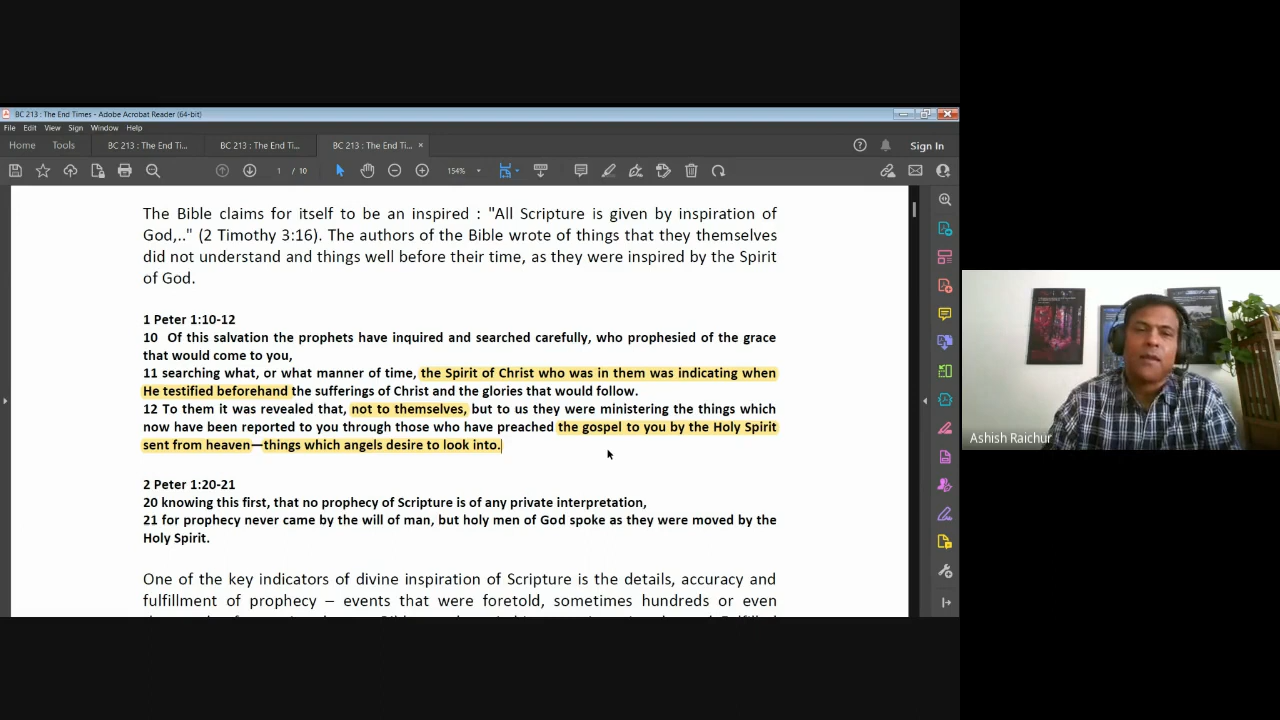 BC 213 : The End Times - Adobe Acrobat Reader (64-bit)
File Edit View Sign Window Help
Home Tools BC 213 : The End Ti... BC 213 : The End Ti... BC 213 : The End Ti... × Sign In
1 / 10 154%
The Bible claims for itself to be an inspired : "All Scripture is given by inspiration of
God,.." (2 Timothy 3:16). The authors of the Bible wrote of things that they themselves
did not understand and things well before their time, as they were inspired by the Spirit
of God.
1 Peter 1:10-12
10 Of this salvation the prophets have inquired and searched carefully, who prophesied of the grace
that would come to you,
11 searching what, or what manner of time, the Spirit of Christ who was in them was indicating when
He testified beforehand the sufferings of Christ and the glories that would follow.
12 To them it was revealed that, not to themselves, but to us they were ministering the things which
now have been reported to you through those who have preached the gospel to you by the Holy Spirit
sent from heaven—things which angels desire to look into.
2 Peter 1:20-21
20 knowing this first, that no prophecy of Scripture is of any private interpretation,
21 for prophecy never came by the will of man, but holy men of God spoke as they were moved by the
Holy Spirit.
One of the key indicators of divine inspiration of Scripture is the details, accuracy and
fulfillment of prophecy – events that were foretold, sometimes hundreds or even
Ashish Raichur